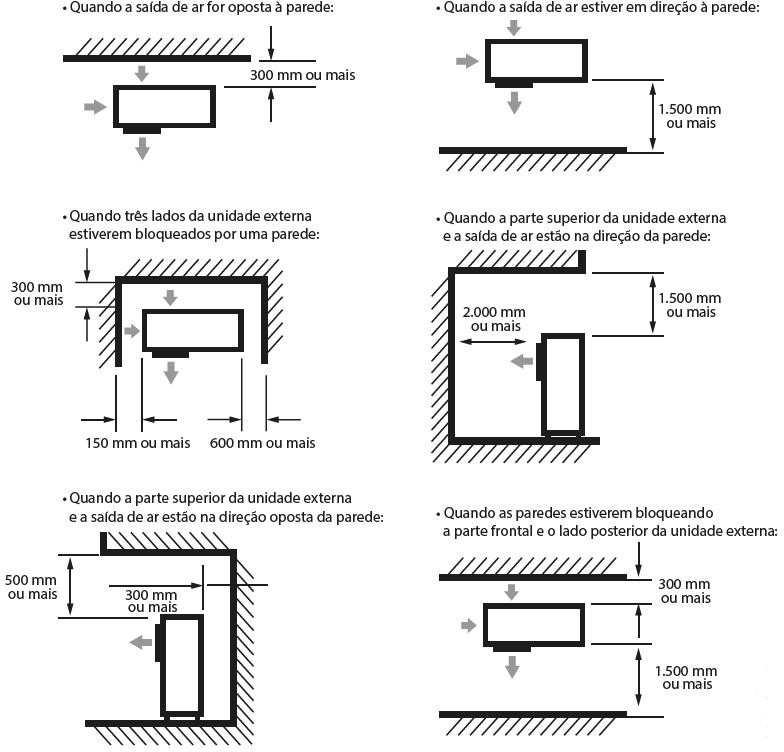 • Quando a saída de ar for oposta à parede:
300 mm ou mais
• Quando a saída de ar estiver em direção à parede:
1.500 mm
ou mais
• Quando três lados da unidade externa
estiverem bloqueados por uma parede:
300 mm
ou mais
150 mm ou mais
600 mm ou mais
• Quando a parte superior da unidade externa
e a saída de ar estão na direção da parede:
2.000 mm
ou mais
1.500 mm
ou mais
• Quando a parte superior da unidade externa
e a saída de ar estão na direção oposta da parede:
500 mm
ou mais
300 mm
ou mais
• Quando as paredes estiverem bloqueando
a parte frontal e o lado posterior da unidade externa:
300 mm
ou mais
1.500 mm
ou mais